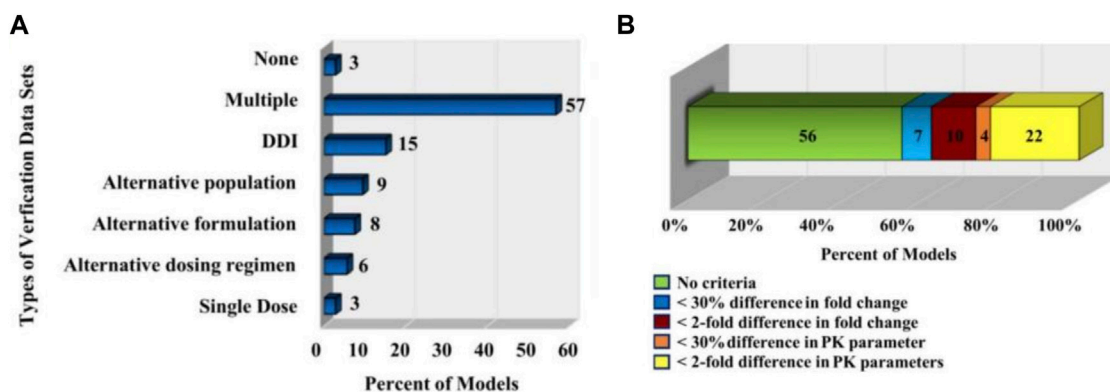 A
Types of Verfication Data Sets
None
3
Multiple
57
DDI
15
Alternative population
9
Alternative formulation
8
Alternative dosing regimen
6
Single Dose
3
0 10 20 30 40 50 60
Percent of Models
B
56 7 10 4 22
0% 20% 40% 60% 80% 100%
Percent of Models
No criteria
< 30% difference in fold change
< 2-fold difference in fold change
< 30% difference in PK parameter
< 2-fold difference in PK parameters